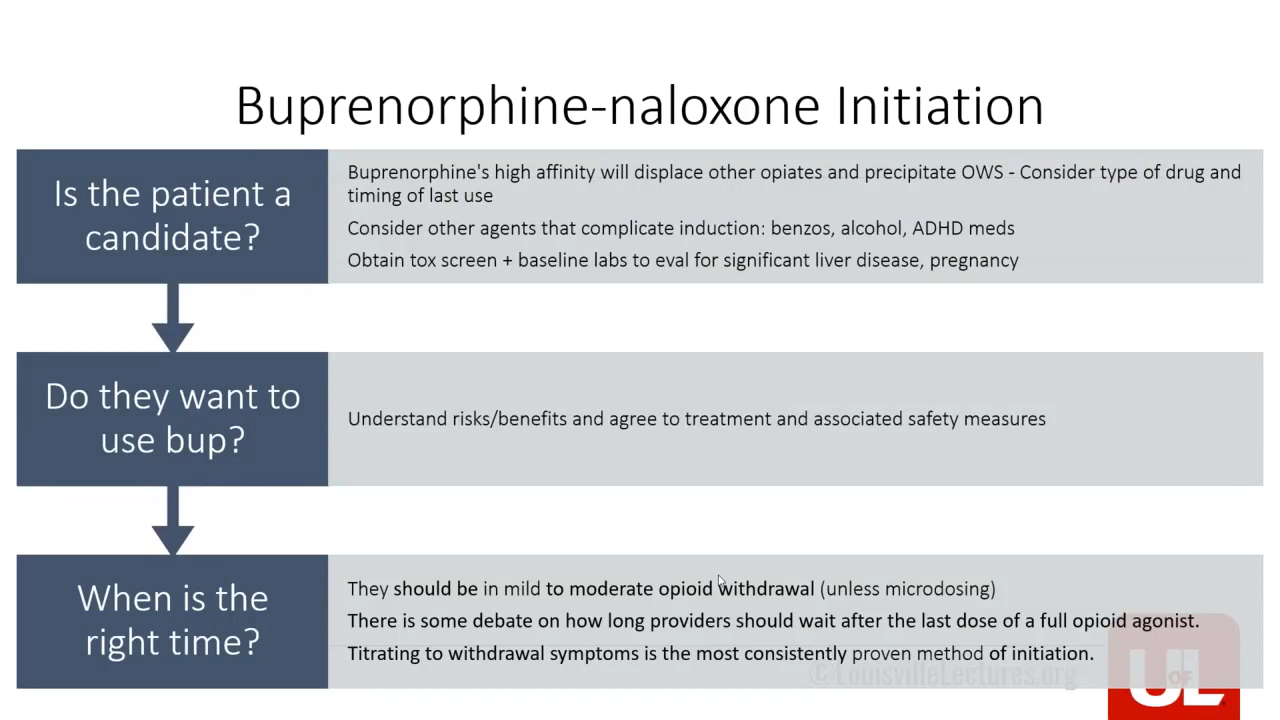 Buprenorphine-naloxone Initiation
Is the patient a
candidate?
Buprenorphine's high affinity will displace other opiates and precipitate OWS - Consider type of drug and
timing of last use
Consider other agents that complicate induction: benzos, alcohol, ADHD meds
Obtain tox screen + baseline labs to eval for significant liver disease, pregnancy
Do they want to
use bup?
Understand risks/benefits and agree to treatment and associated safety measures
When is the
right time?
They should be in mild to moderate opioid withdrawal (unless microdosing)
There is some debate on how long providers should wait after the last dose of a full opioid agonist.
Titrating to withdrawal symptoms is the most consistently proven method of initiation.
©LouisvilleLectures.org
UofL